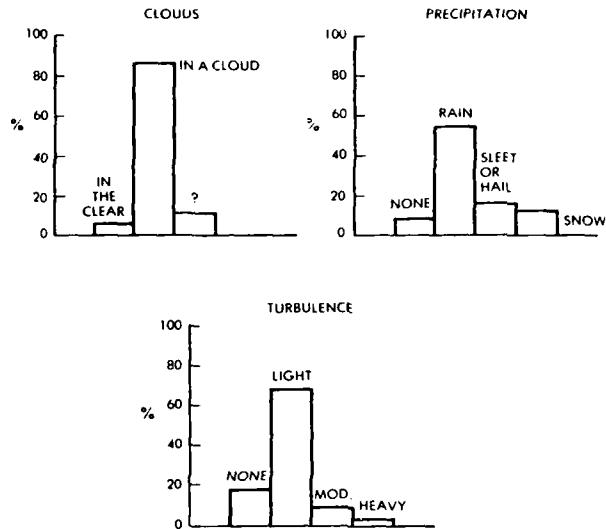 CLOUDS
100
80
60
40
20
0
%
IN
THE
CLEAR
IN A CLOUD
?
PRECIPITATION
100
80
60
40
20
0
%
NONE
RAIN
SLEET
OR
HAIL
SNOW
TURBULENCE
100
80
60
40
20
0
%
NONE
LIGHT
MOD.
HEAVY